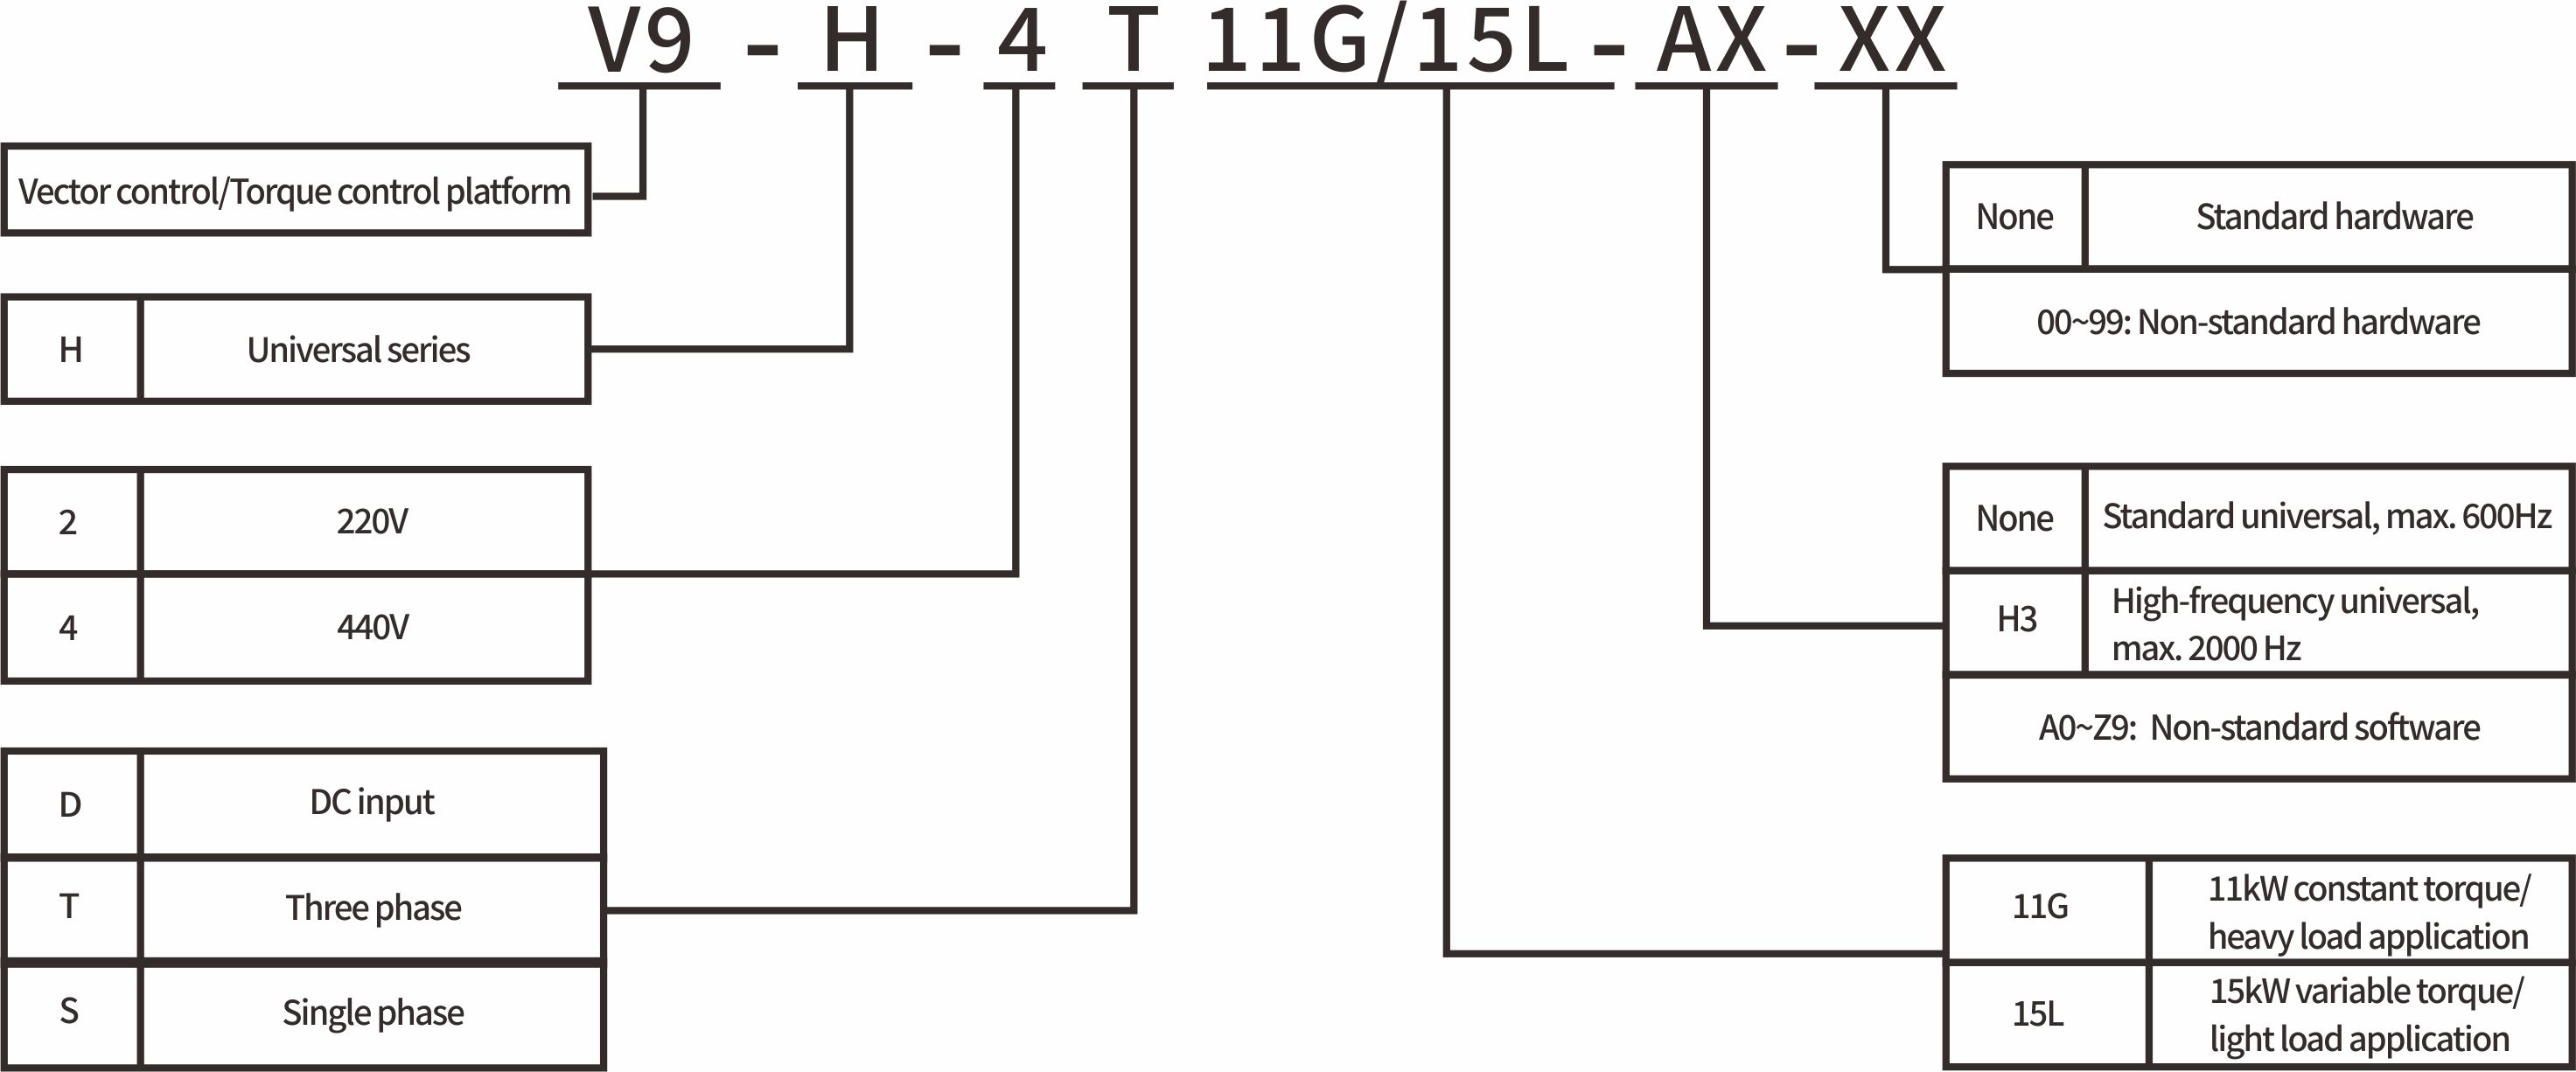 V9 - H - 4 T 11G/15L - AX - XX
Vector control/Torque control platform
H Universal series
2 220V
4 440V
D DC input
T Three phase
S Single phase
None Standard hardware
00~99: Non-standard hardware
None Standard universal, max. 600Hz
H3 High-frequency universal,
max. 2000 Hz
A0~Z9: Non-standard software
11G 11kW constant torque/
heavy load application
15L 15kW variable torque/
light load application